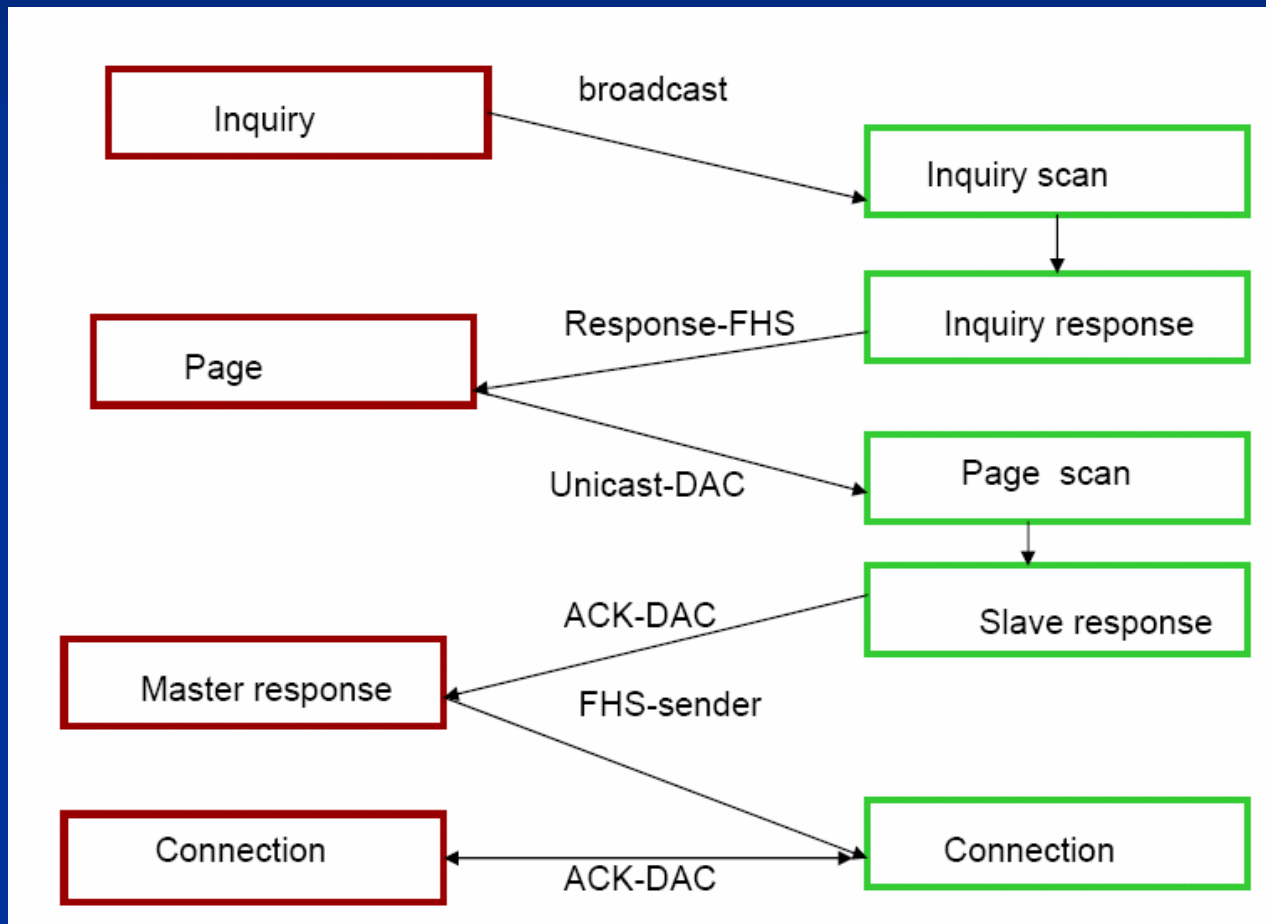 broadcast
Inquiry
Inquiry scan
Response-FHS
Inquiry response
Page
Unicast-DAC
Page scan
ACK-DAC
Slave response
Master response
FHS-sender
Connection
Connection
ACK-DAC